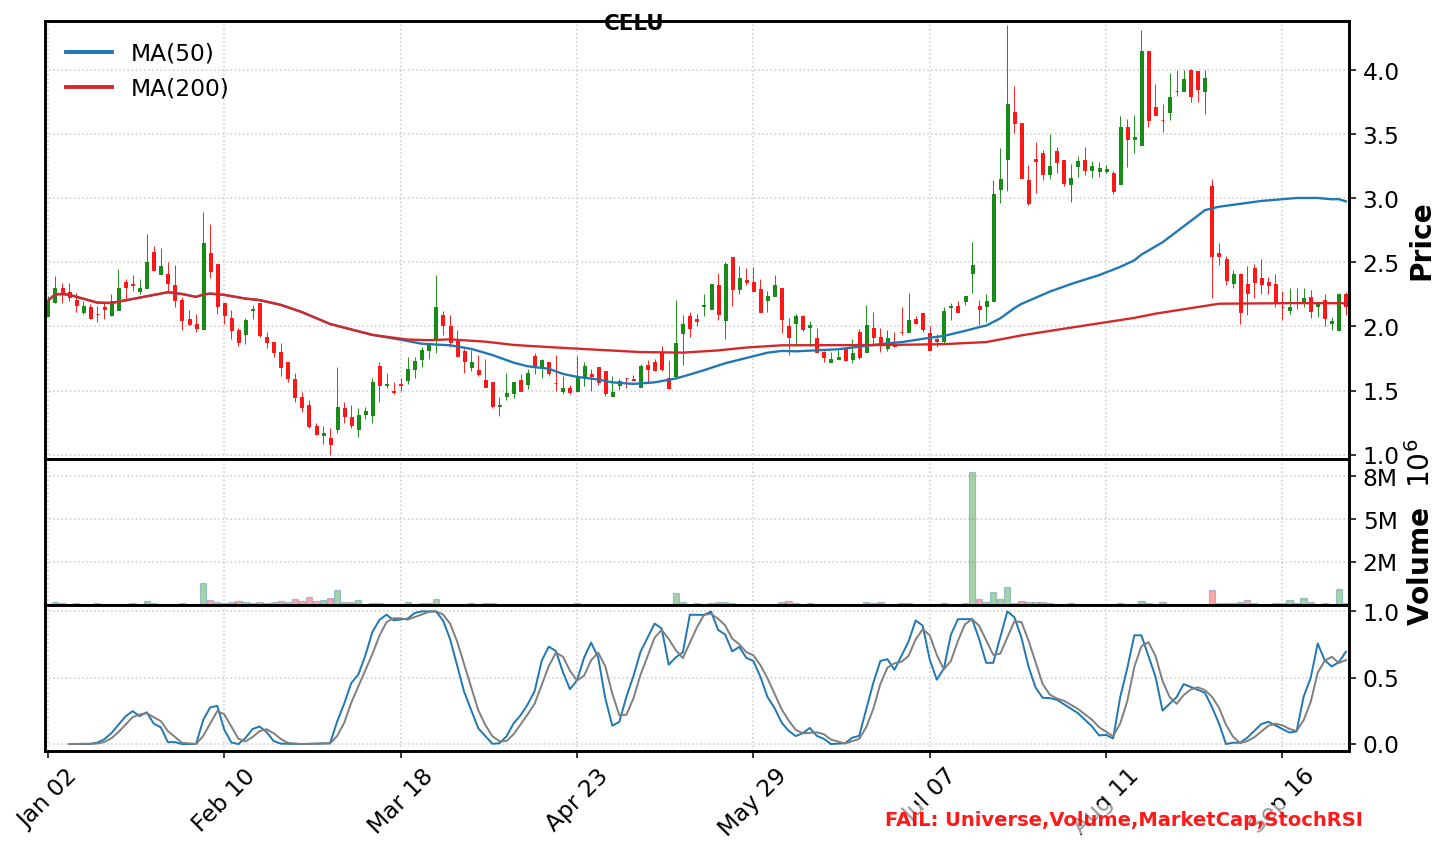 CELU
MA(50)
MA(200)
4.0
3.5
3.0
2.5
2.0
1.5
1.0
Price
8M
5M
2M
Volume 10^6
1.0
0.5
0.0
Jan 02
Feb 10
Mar 18
Apr 23
May 29
Jul 07
Aug 11
Sep 16
FAIL: Universe,Volume,MarketCap,StochRSI